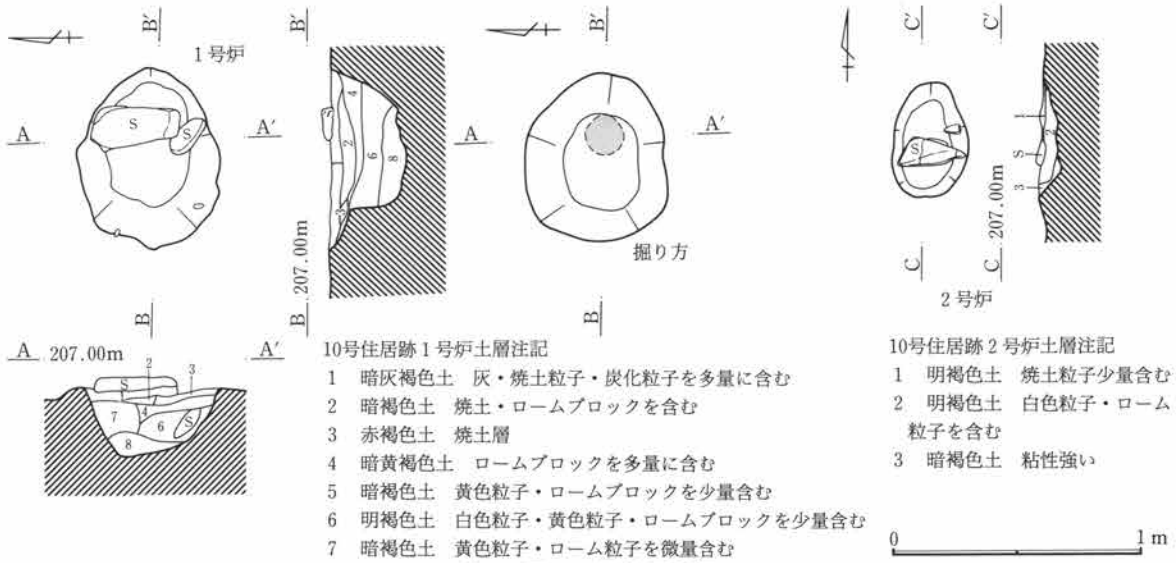 B'
B'
B'
C'
C'
1号炉
A
S
S
A'
S
2
4
6
8
3
A
A'
S
1
2
S
3
B
207.00m
B
掘り方
B
C
207.00m
C
2号炉
A
207.00m
A'
2
3
S
1
7
4
6
S
8
10号住居跡1号炉土層注記
1 暗灰褐色土 灰・焼土粒子・炭化粒子を多量に含む
2 暗褐色土 焼土・ロームブロックを含む
3 赤褐色土 焼土層
4 暗黄褐色土 ロームブロックを多量に含む
5 暗褐色土 黄色粒子・ロームブロックを少量含む
6 明褐色土 白色粒子・黄色粒子・ロームブロックを少量含む
7 暗褐色土 黄色粒子・ローム粒子を微量含む
10号住居跡2号炉土層注記
1 明褐色土 焼土粒子少量含む
2 明褐色土 白色粒子・ローム
粒子を含む
3 暗褐色土 粘性強い
0
1m